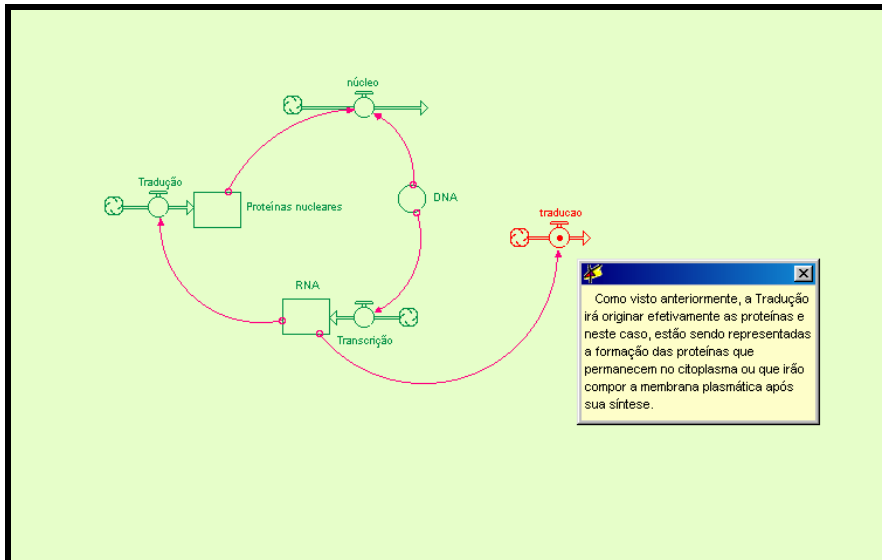 núcleo
Tradução
Proteínas nucleares
DNA
traducao
RNA
Transcrição
Como visto anteriormente, a Tradução
irá originar efetivamente as proteínas e
neste caso, estão sendo representadas
a formação das proteínas que
permanecem no citoplasma ou que irão
compor a membrana plasmática após
sua síntese.